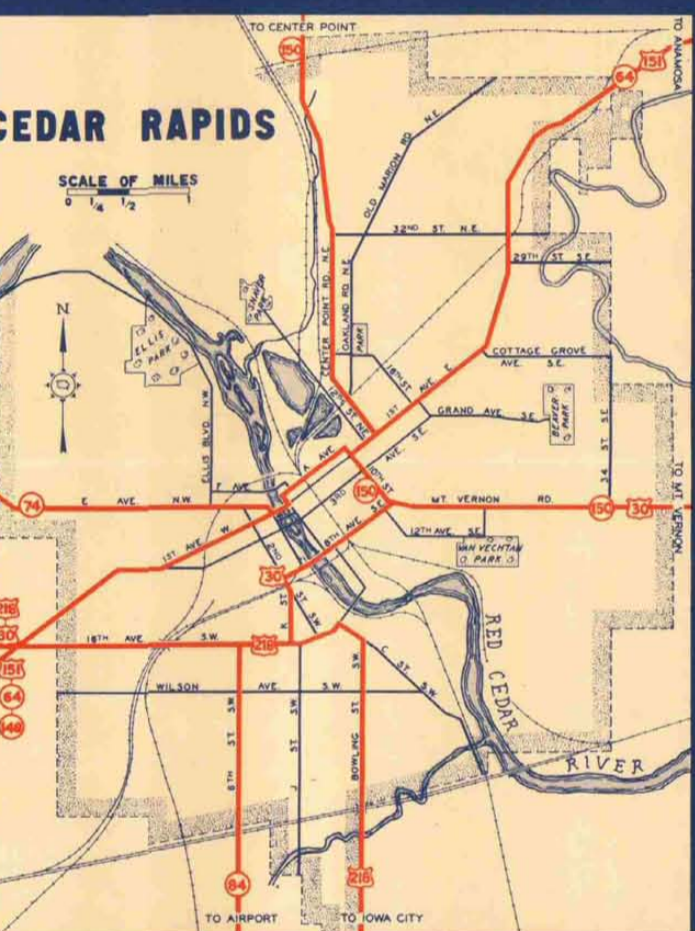 TO CENTER POINT
TO ANAMOSA
150
151
64
CEDAR RAPIDS
SCALE OF MILES
0 1/4 1/2 1
OLD MARION RD. N.E.
32ND ST. N.E.
29TH ST S.E.
N
ELLIS PARK
CENTER POINT RD. N.E.
OAKLAND RD. N.E.
PARK
18TH ST.
1ST AVE E
COTTAGE GROVE
AVE. S.E.
GRAND AVE. S.E.
BEAVER PARK
34 ST. S.E.
ELLIS BLVD. N.W.
2ND ST. N.E.
A AVE
3RD AVE. S.E.
10TH ST.
F AVE
74
E AVE. N.W.
150
MT VERNON RD.
150
30
TO MT. VERNON
1ST AVE W
8TH AVE S.E.
12TH AVE S.E.
VAN VECHTAN PARK
2ND ST. S.W.
30
K ST
218
30
151
64
149
16TH AVE. S.W.
218
C ST. S.W.
WILSON AVE. S.W.
6TH ST. S.W.
J ST. S.W.
BOWLING ST. S.W.
RED CEDAR
RIVER
84
218
TO AIRPORT
TO IOWA CITY